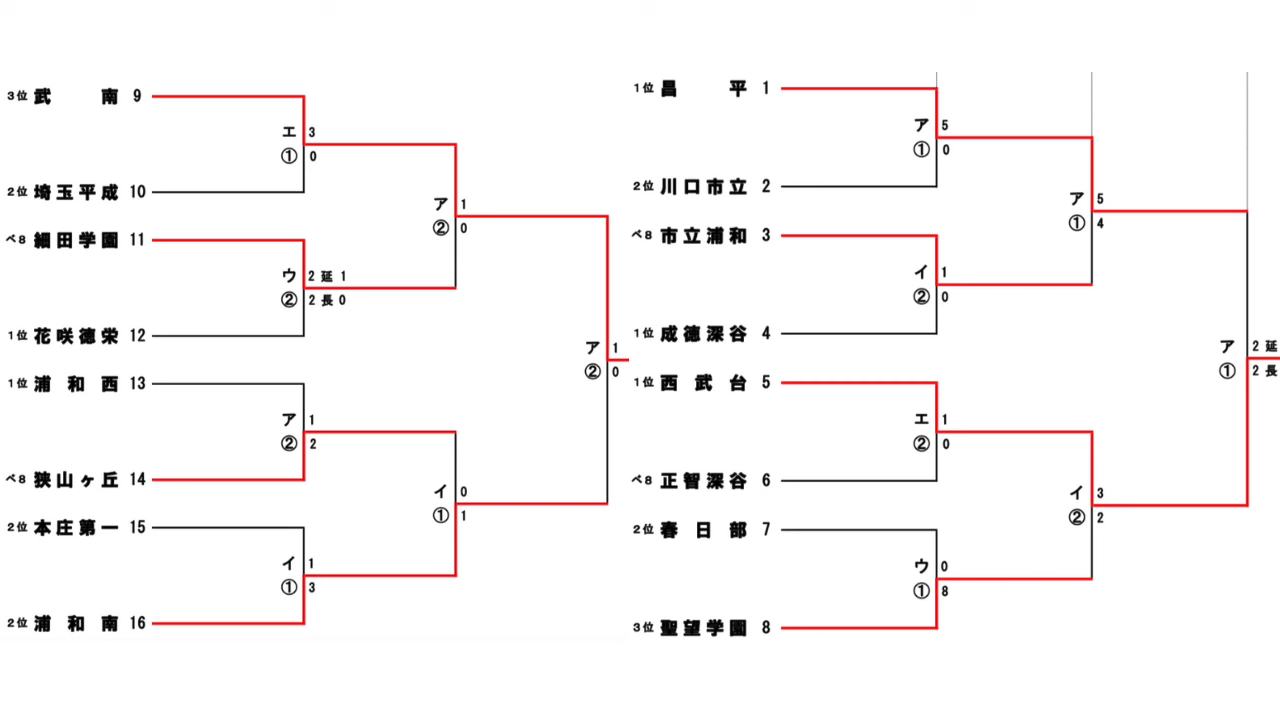 3位 武 南 9
エ 3
① 0
2位 埼玉平成 10
ア 1
② 0
ベ8 細田学園 11
ウ 2 延 1
② 2 長 0
1位 花咲徳栄 12
ア 1
② 0
1位 浦和西 13
ア 1
② 2
ベ8 狭山ヶ丘 14
イ 0
① 1
2位 本庄第一 15
イ 1
① 3
2位 浦和南 16
1位 昌 平 1
ア 5
① 0
2位 川口市立 2
ア 5
① 4
ベ8 市立浦和 3
イ 1
② 0
1位 成徳深谷 4
ア 2 延
① 2 長
1位 西武台 5
エ 1
② 0
ベ8 正智深谷 6
イ 3
② 2
2位 春日部 7
ウ 0
① 8
3位 聖望学園 8